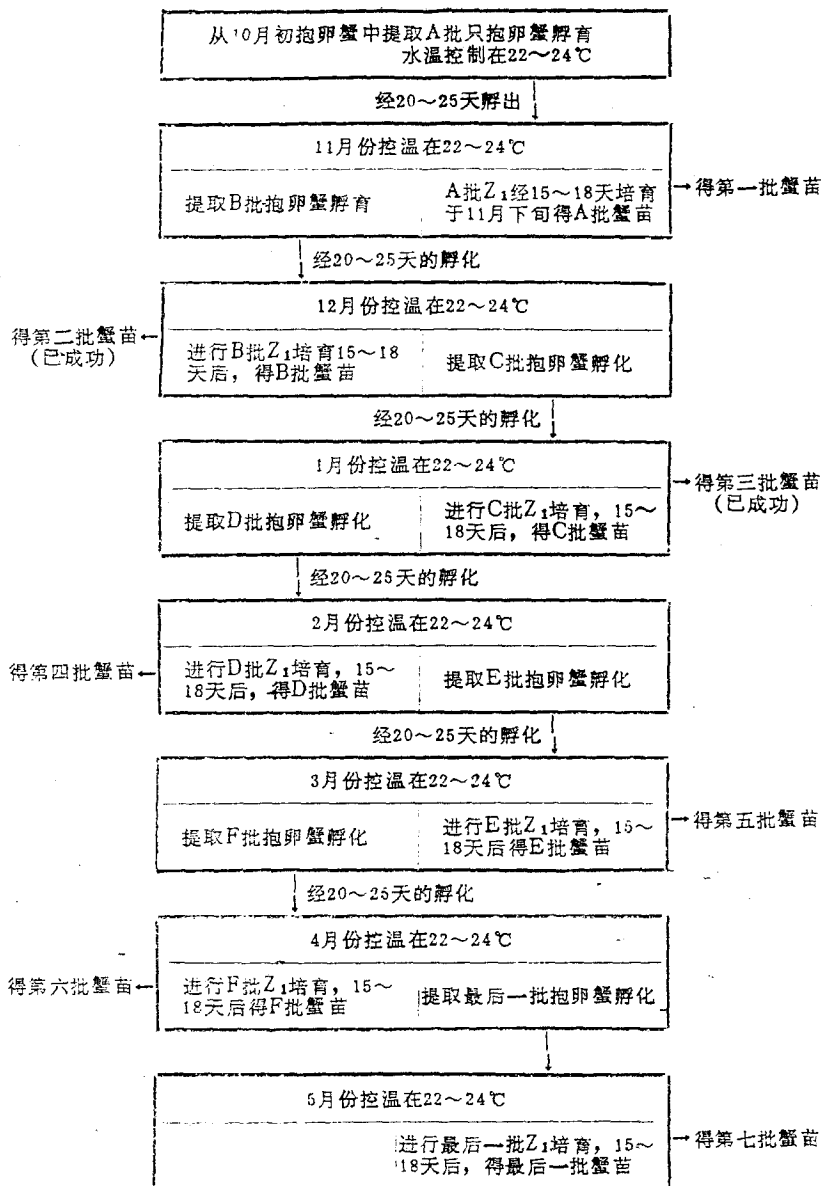 从10月初抱卵蟹中提取A批只抱卵蟹孵育
水温控制在22～24℃
经20～25天孵出
11月份控温在22～24℃
提取B批抱卵蟹孵育
A批Z₁经15～18天培育
于11月下旬得A批蟹苗
→得第一批蟹苗
经20～25天的孵化
12月份控温在22～24℃
得第二批蟹苗←
(已成功)
进行B批Z₁培育15～18
天后，得B批蟹苗
提取C批抱卵蟹孵化
经20～25天的孵化
1月份控温在22～24℃
提取D批抱卵蟹孵化
进行C批Z₁培育，15～
18天后，得C批蟹苗
→得第三批蟹苗
(已成功)
经20～25天的孵化
2月份控温在22～24℃
得第四批蟹苗←
进行D批Z₁培育，15～
18天后，得D批蟹苗
提取E批抱卵蟹孵化
经20～25天的孵化
3月份控温在22～24℃
提取F批抱卵蟹孵化
进行E批Z₁培育，15～
18天后得E批蟹苗
→得第五批蟹苗
经20～25天的孵化
4月份控温在22～24℃
得第六批蟹苗←
进行F批Z₁培育，15～
18天后得F批蟹苗
提取最后一批抱卵蟹孵化
5月份控温在22～24℃
进行最后一批Z₁培育，15～
18天后，得最后一批蟹苗
→得第七批蟹苗